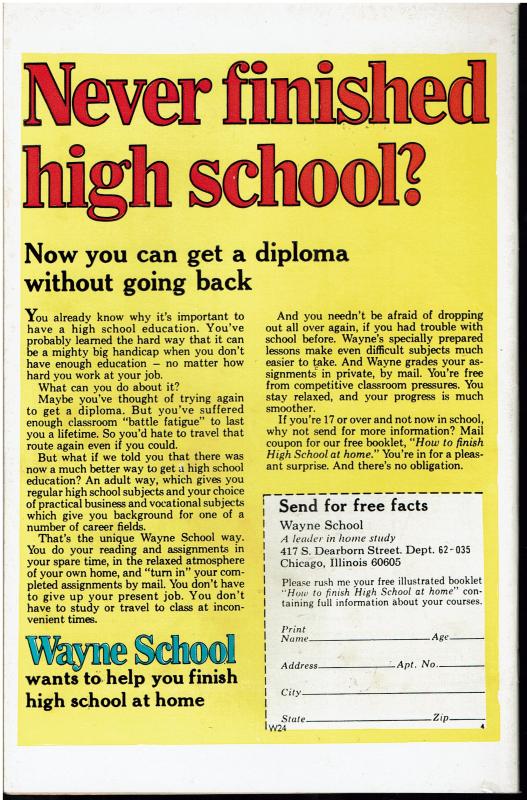 Never finished
high school?
Now you can get a diploma
without going back
You already know why it's important to
have a high school education. You've
probably learned the hard way that it can
be a mighty big handicap when you don't
have enough education — no matter how
hard you work at your job.
What can you do about it?
Maybe you've thought of trying again
to get a diploma. But you've suffered
enough classroom "battle fatigue" to last
you a lifetime. So you'd hate to travel that
route again even if you could.
But what if we told you that there was
now a much better way to get a high school
education? An adult way, which gives you
regular high school subjects and your choice
of practical business and vocational subjects
which give you background for one of a
number of career fields.
That's the unique Wayne School way.
You do your reading and assignments in
your spare time, in the relaxed atmosphere
of your own home, and "turn in" your com-
pleted assignments by mail. You don't have
to give up your present job. You don't
have to study or travel to class at incon-
venient times.
Wayne School
wants to help you finish
high school at home
And you needn't be afraid of dropping
out all over again, if you had trouble with
school before. Wayne's specially prepared
lessons make even difficult subjects much
easier to take. And Wayne grades your as-
signments in private, by mail. You're free
from competitive classroom pressures. You
stay relaxed, and your progress is much
smoother.
If you're 17 or over and not now in school,
why not send for more information? Mail
coupon for our free booklet, "How to finish
High School at home." You're in for a pleas-
ant surprise. And there's no obligation.
Send for free facts
Wayne School
A leader in home study
417 S. Dearborn Street. Dept. 62-035
Chicago, Illinois 60605
Please rush me your free illustrated booklet
"How to finish High School at home" con-
taining full information about your courses.
Print
Name Age
Address Apt. No.
City
State Zip
W24 4